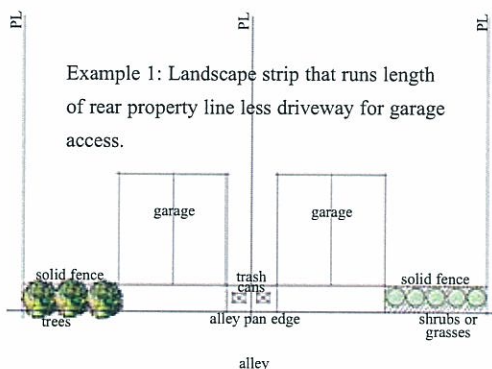 PL
PL
PL
Example 1: Landscape strip that runs length
of rear property line less driveway for garage
access.
garage
garage
solid fence
trash
cans
solid fence
trees
alley pan edge
shrubs or
grasses
alley